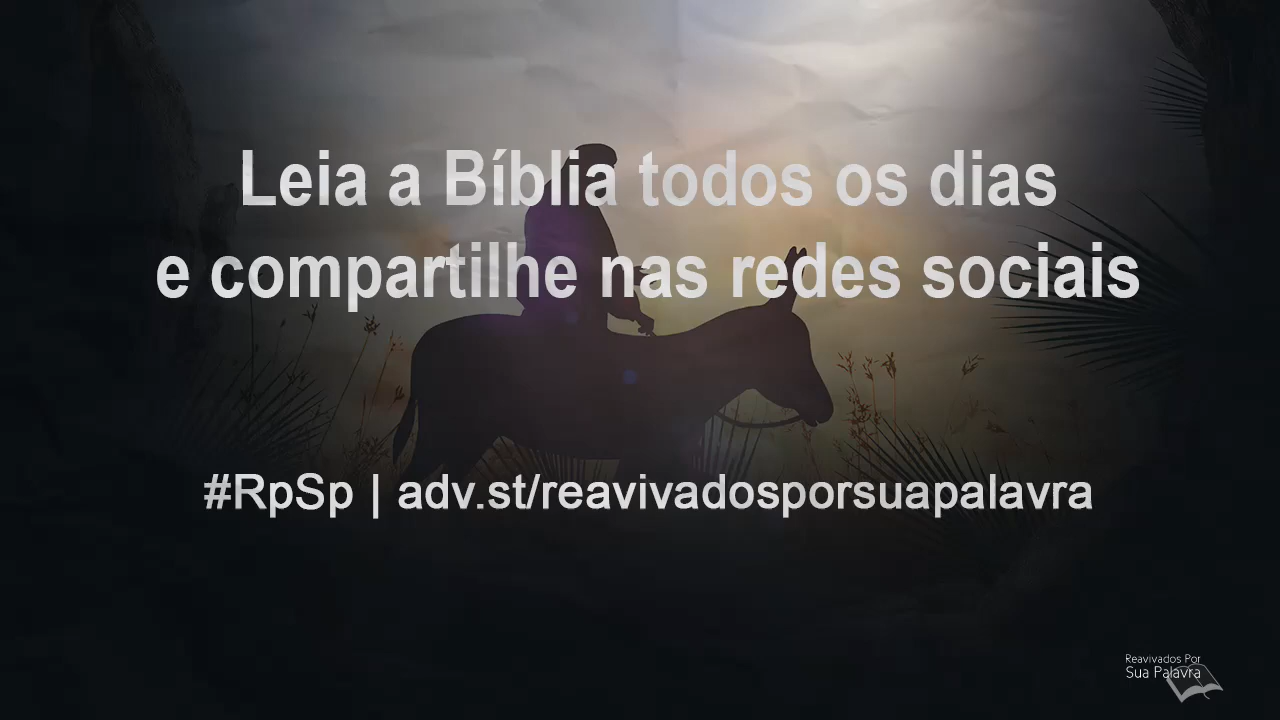 Leia a Bíblia todos os dias
e compartilhe nas redes sociais
#RpSp | adv.st/reavivadosporsuapalavra
Reavivados Por
Sua Palavra